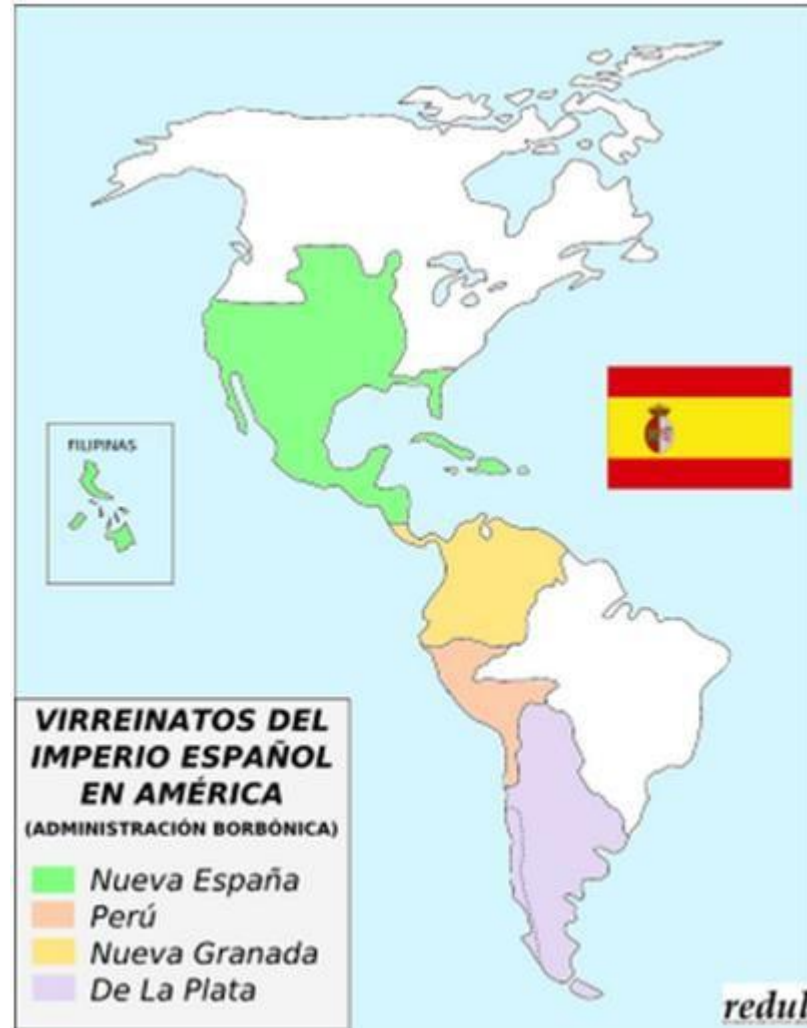 FILIPINAS
VIRREINATOS DEL
IMPERIO ESPAÑOL
EN AMÉRICA
(ADMINISTRACIÓN BORBÓNICA)
Nueva España
Perú
Nueva Granada
De La Plata
redul